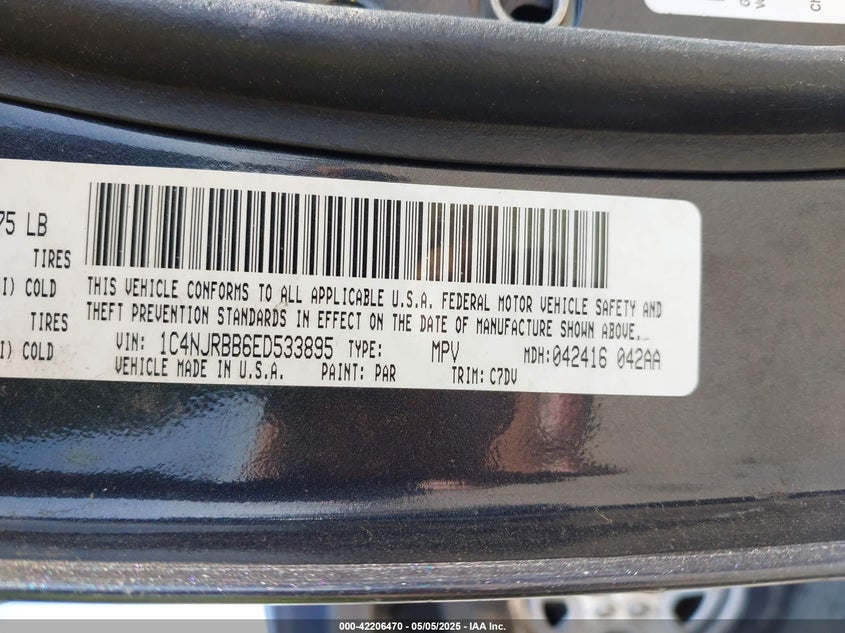 75 LB
TIRES
I) COLD
TIRES
I) COLD
THIS VEHICLE CONFORMS TO ALL APPLICABLE U.S.A. FEDERAL MOTOR VEHICLE SAFETY AND
THEFT PREVENTION STANDARDS IN EFFECT ON THE DATE OF MANUFACTURE SHOWN ABOVE.
VIN: 1C4NJRBB6ED533895 TYPE: MPV MDH:042416 042AA
VEHICLE MADE IN U.S.A. PAINT: PAR TRIM: C7DV
000-42206470 - 05/05/2025 - IAA Inc.